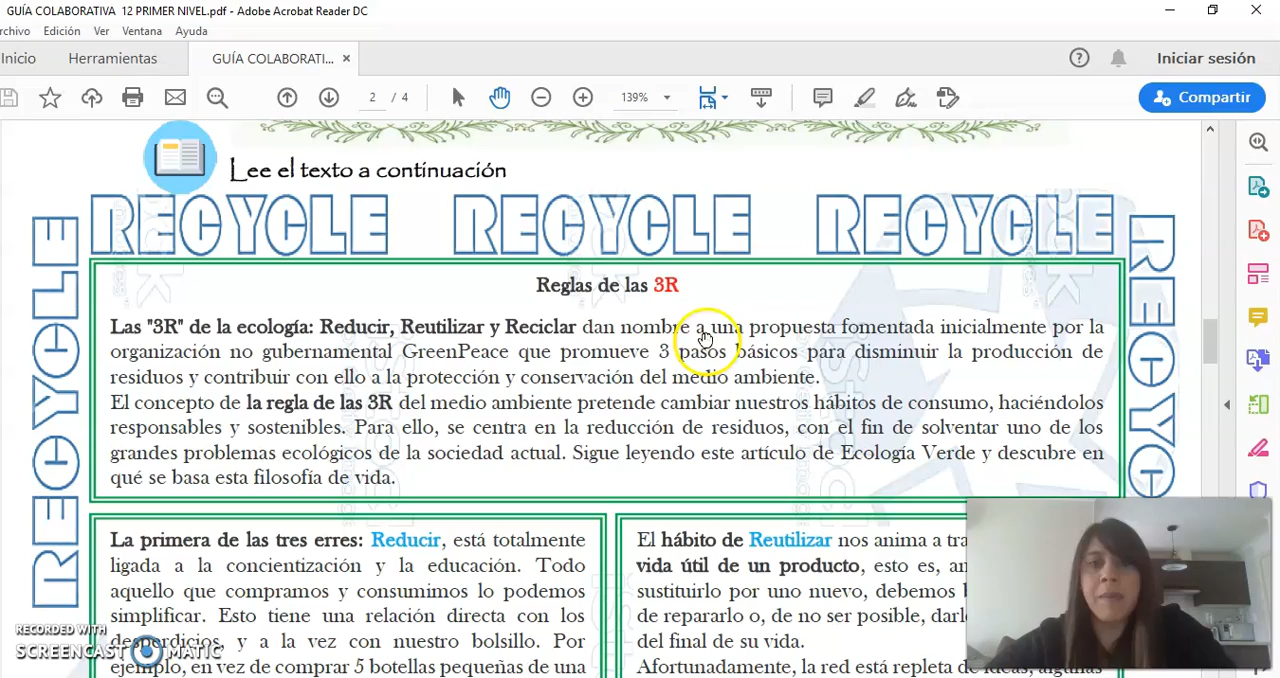 GUÍA COLABORATIVA 12 PRIMER NIVEL.pdf - Adobe Acrobat Reader DC
rchivo Edición Ver Ventana Ayuda
Inicio Herramientas GUÍA COLABORATI... ×
2 / 4 139% Compartir
Iniciar sesión
Lee el texto a continuación
RECYCLE RECYCLE RECYCLE
RECYCLE
RECYC
Reglas de las 3R
Las "3R" de la ecología: Reducir, Reutilizar y Reciclar dan nombre a una propuesta fomentada inicialmente por la
organización no gubernamental GreenPeace que promueve 3 pasos básicos para disminuir la producción de
residuos y contribuir con ello a la protección y conservación del medio ambiente.
El concepto de la regla de las 3R del medio ambiente pretende cambiar nuestros hábitos de consumo, haciéndolos
responsables y sostenibles. Para ello, se centra en la reducción de residuos, con el fin de solventar uno de los
grandes problemas ecológicos de la sociedad actual. Sigue leyendo este artículo de Ecología Verde y descubre en
qué se basa esta filosofía de vida.
La primera de las tres erres: Reducir, está totalmente
ligada a la concientización y la educación. Todo
aquello que compramos y consumimos lo podemos
simplificar. Esto tiene una relación directa con los
desperdicios, y a la vez con nuestro bolsillo. Por
ejemplo, en vez de comprar 5 botellas pequeñas de una
El hábito de Reutilizar nos anima a tra
vida útil de un producto, esto es, an
sustituirlo por uno nuevo, debemos b
de repararlo o, de no ser posible, darl
del final de su vida.
Afortunadamente, la red está repleta de ideas, algunas
RECORDED WITH
SCREENCAST MATIC